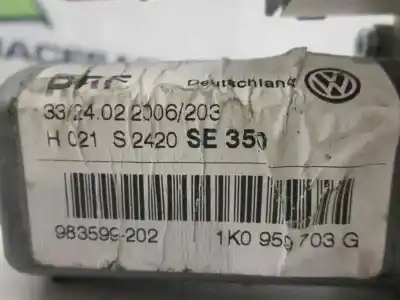 Deutschland
33/24.02.2006/203
H 021 S 2420 SE 350
983599-202 1K0 959 703 G